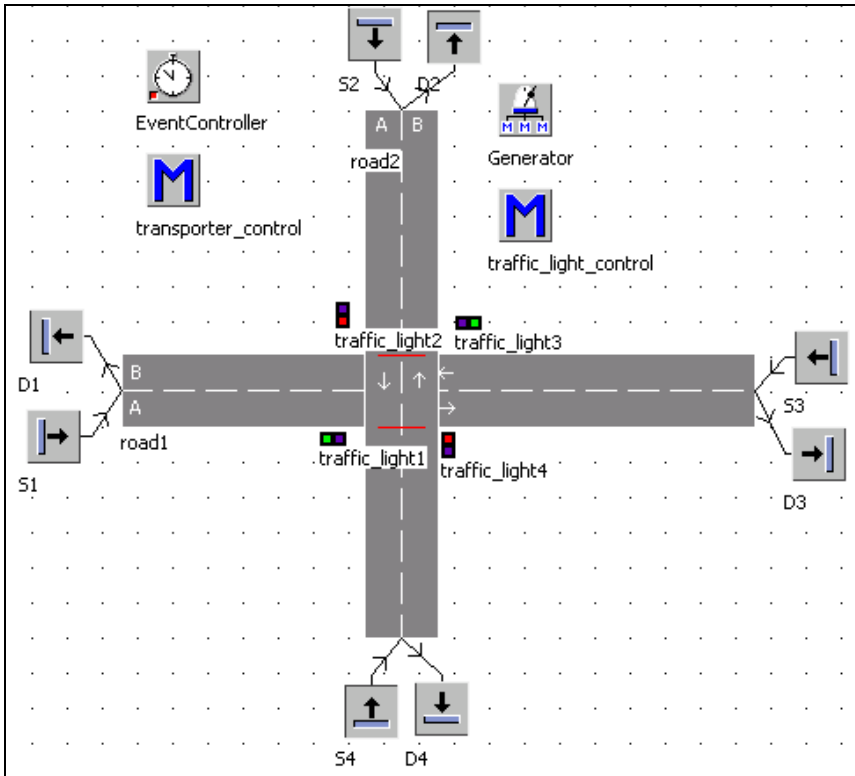 S2
D2
EventController
A B
Generator
road2
transporter_control
traffic_light_control
traffic_light2
traffic_light3
D1
B
S3
A
road1
traffic_light1
traffic_light4
S1
D3
S4
D4
M M M
M
M